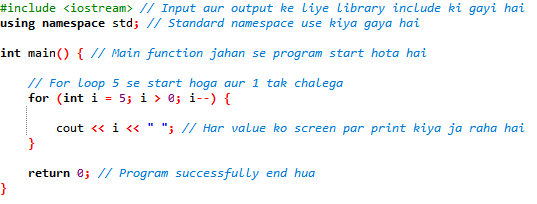 #include <iostream> // Input aur output ke liye library include ki gayi hai
using namespace std; // Standard namespace use kiya gaya hai
int main() { // Main function jahan se program start hota hai
// For loop 5 se start hoga aur 1 tak chalega
for (int i = 5; i > 0; i--) {
cout << i << " "; // Har value ko screen par print kiya ja raha hai
}
return 0; // Program successfully end hua
}